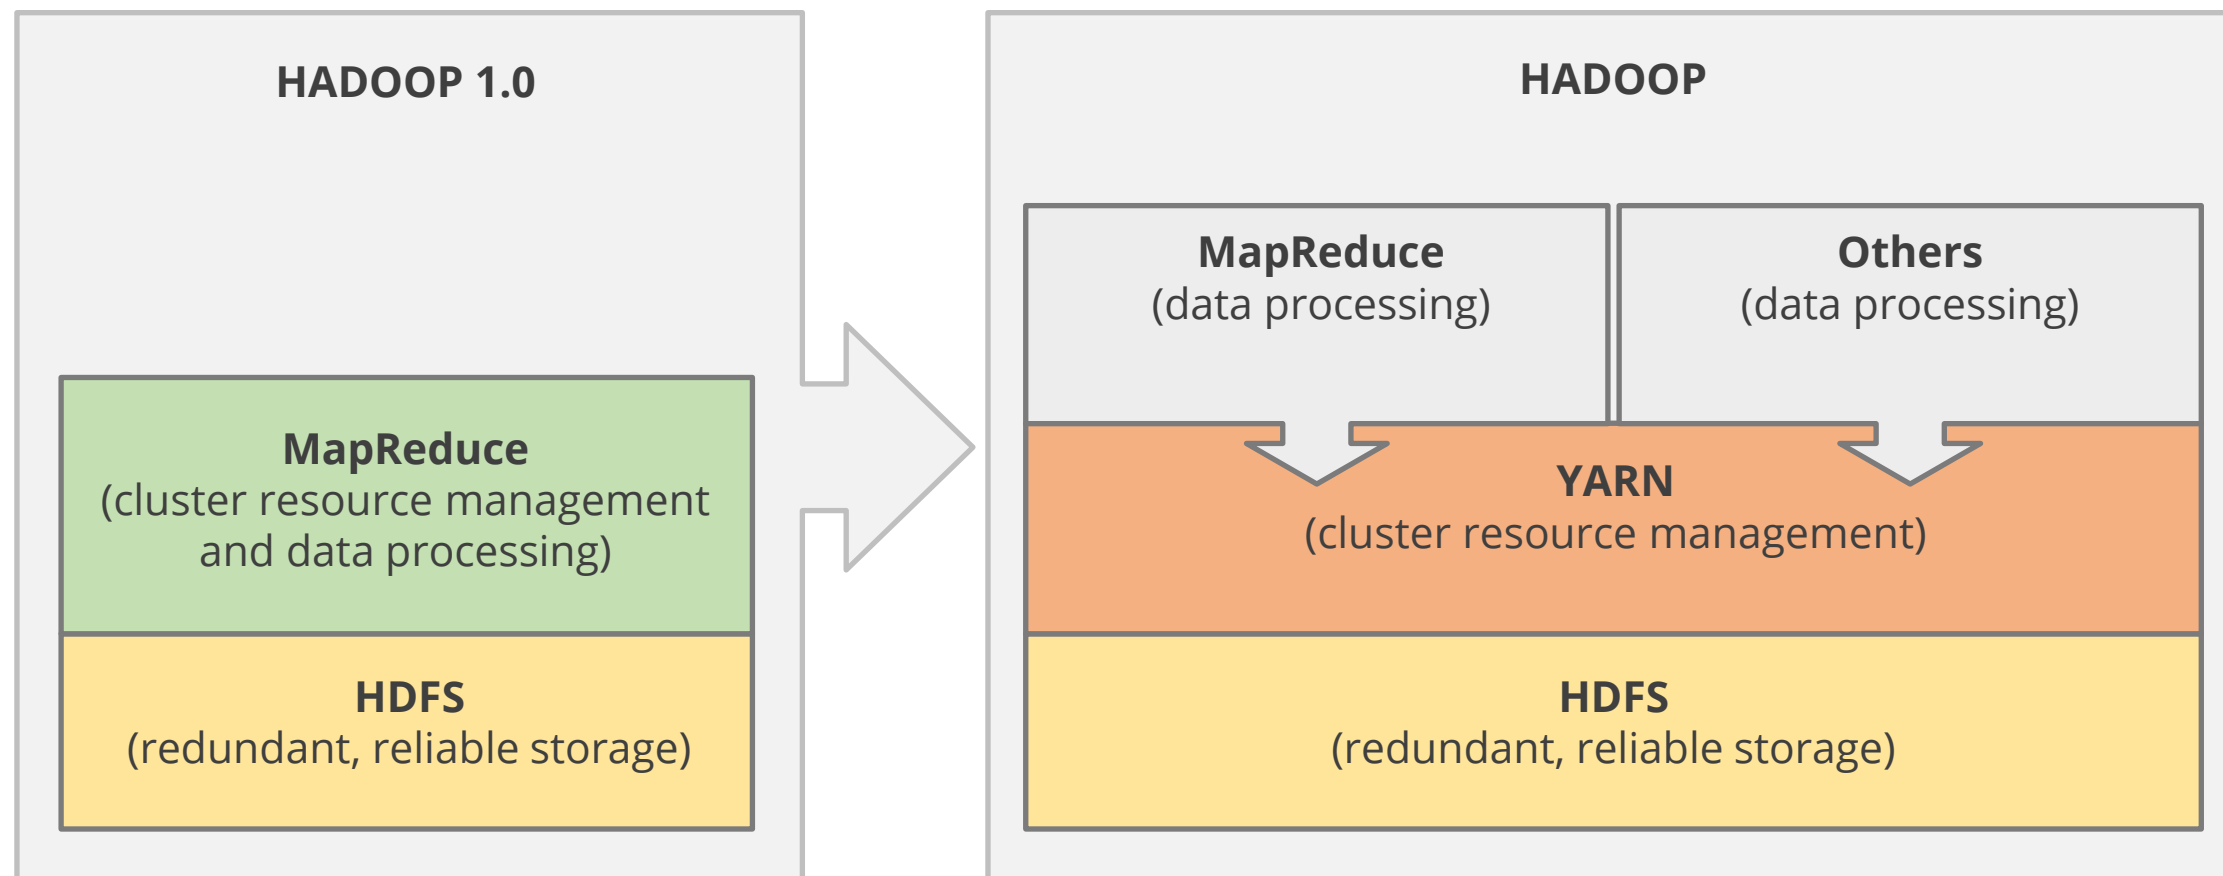 HADOOP 1.0
MapReduce
(cluster resource management
and data processing)
HDFS
(redundant, reliable storage)
HADOOP
MapReduce
(data processing)
Others
(data processing)
YARN
(cluster resource management)
HDFS
(redundant, reliable storage)